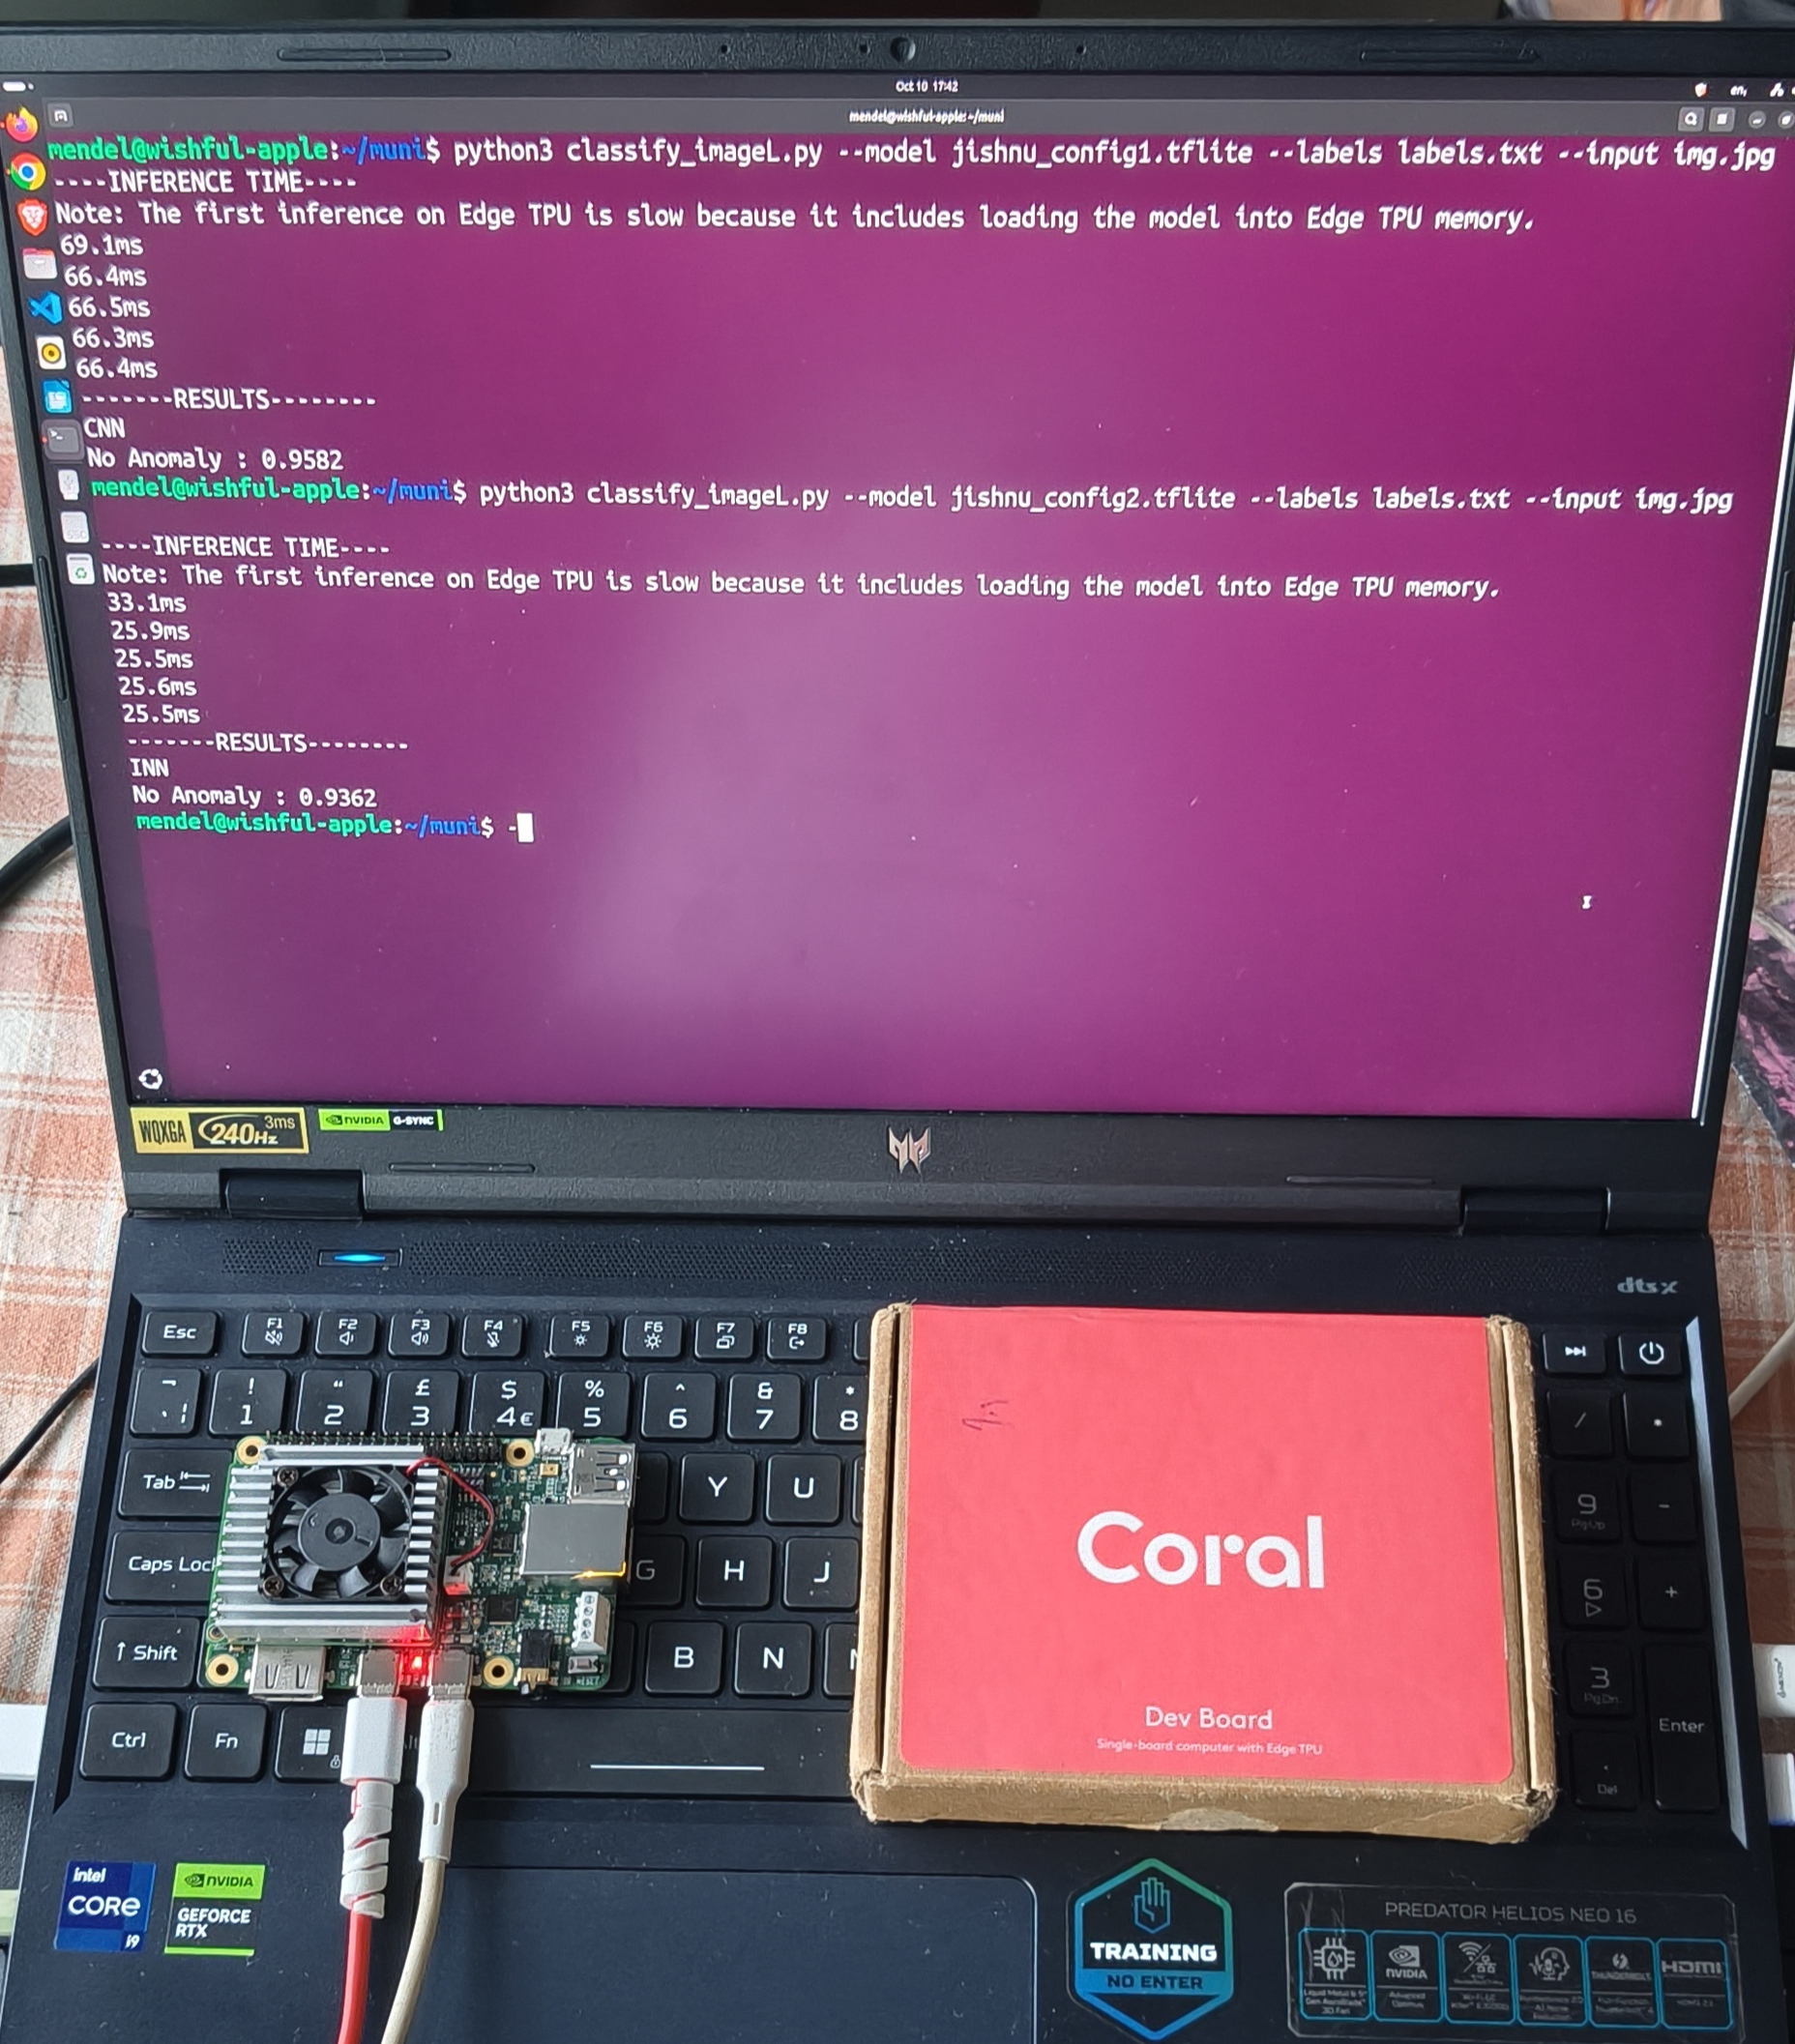 Oct 10 17:42
en,
mendel@wishful-apple: ~/muni
mendel@wishful-apple:~/muni$ python3 classify_imageL.py --model jishnu_config1.tflite --labels labels.txt --input img.jpg
----INFERENCE TIME----
Note: The first inference on Edge TPU is slow because it includes loading the model into Edge TPU memory.
69.1ms
66.4ms
66.5ms
66.3ms
66.4ms
-------RESULTS--------
CNN
No Anomaly : 0.9582
mendel@wishful-apple:~/muni$ python3 classify_imageL.py --model jishnu_config2.tflite --labels labels.txt --input img.jpg
----INFERENCE TIME----
Note: The first inference on Edge TPU is slow because it includes loading the model into Edge TPU memory.
33.1ms
25.9ms
25.5ms
25.6ms
25.5ms
-------RESULTS--------
INN
No Anomaly : 0.9362
mendel@wishful-apple:~/muni$ -
WQXGA 240Hz 3ms
NVIDIA G-SYNC
dts x
Esc F1 F2 F3 F4 F5 F6 F7 F8
! " £ $ % ^ & *
1 2 3 4 € 5 6 7 8 / *
Tab Y U 9 -
PgUp
Caps Loc G H J 6 +
Shift B N 3
PgDn
Ctrl Fn Enter
Del
Coral
Dev Board
Single-board computer with Edge TPU
intel
CORE
i9
NVIDIA
GEFORCE
RTX
TRAINING
NO ENTER
PREDATOR HELIOS NEO 16
NVIDIA HDMI